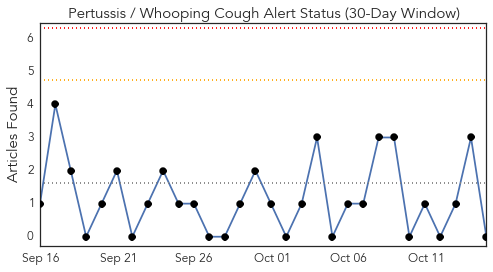 Pertussis / Whooping Cough Alert Status (30-Day Window)
Articles Found
6
5
4
3
2
1
0
Sep 16 Sep 21 Sep 26 Oct 01 Oct 06 Oct 11